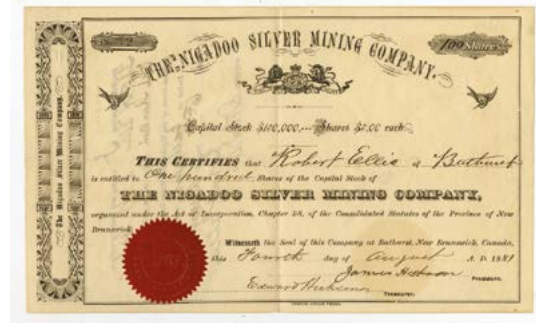 THE NIGADOO SILVER MINING COMPANY.
100 Shares
Capital Stock $100,000. Shares $5.00 each
The Nigadoo Silver Mining Company.
THIS CERTIFIES that Robert Ellis of Bathurst
is entitled to One hundred Shares of the Capital Stock of
THE NIGADOO SILVER MINING COMPANY,
organized under the Act of Incorporation, Chapter 58, of the Consolidated Statutes of the Province of New
Brunswick.
Witnesseth the Seal of this Company at Bathurst, New Brunswick, Canada,
this Fourth day of August A. D. 1881
James
President.
Edward Hickson
Treasurer.